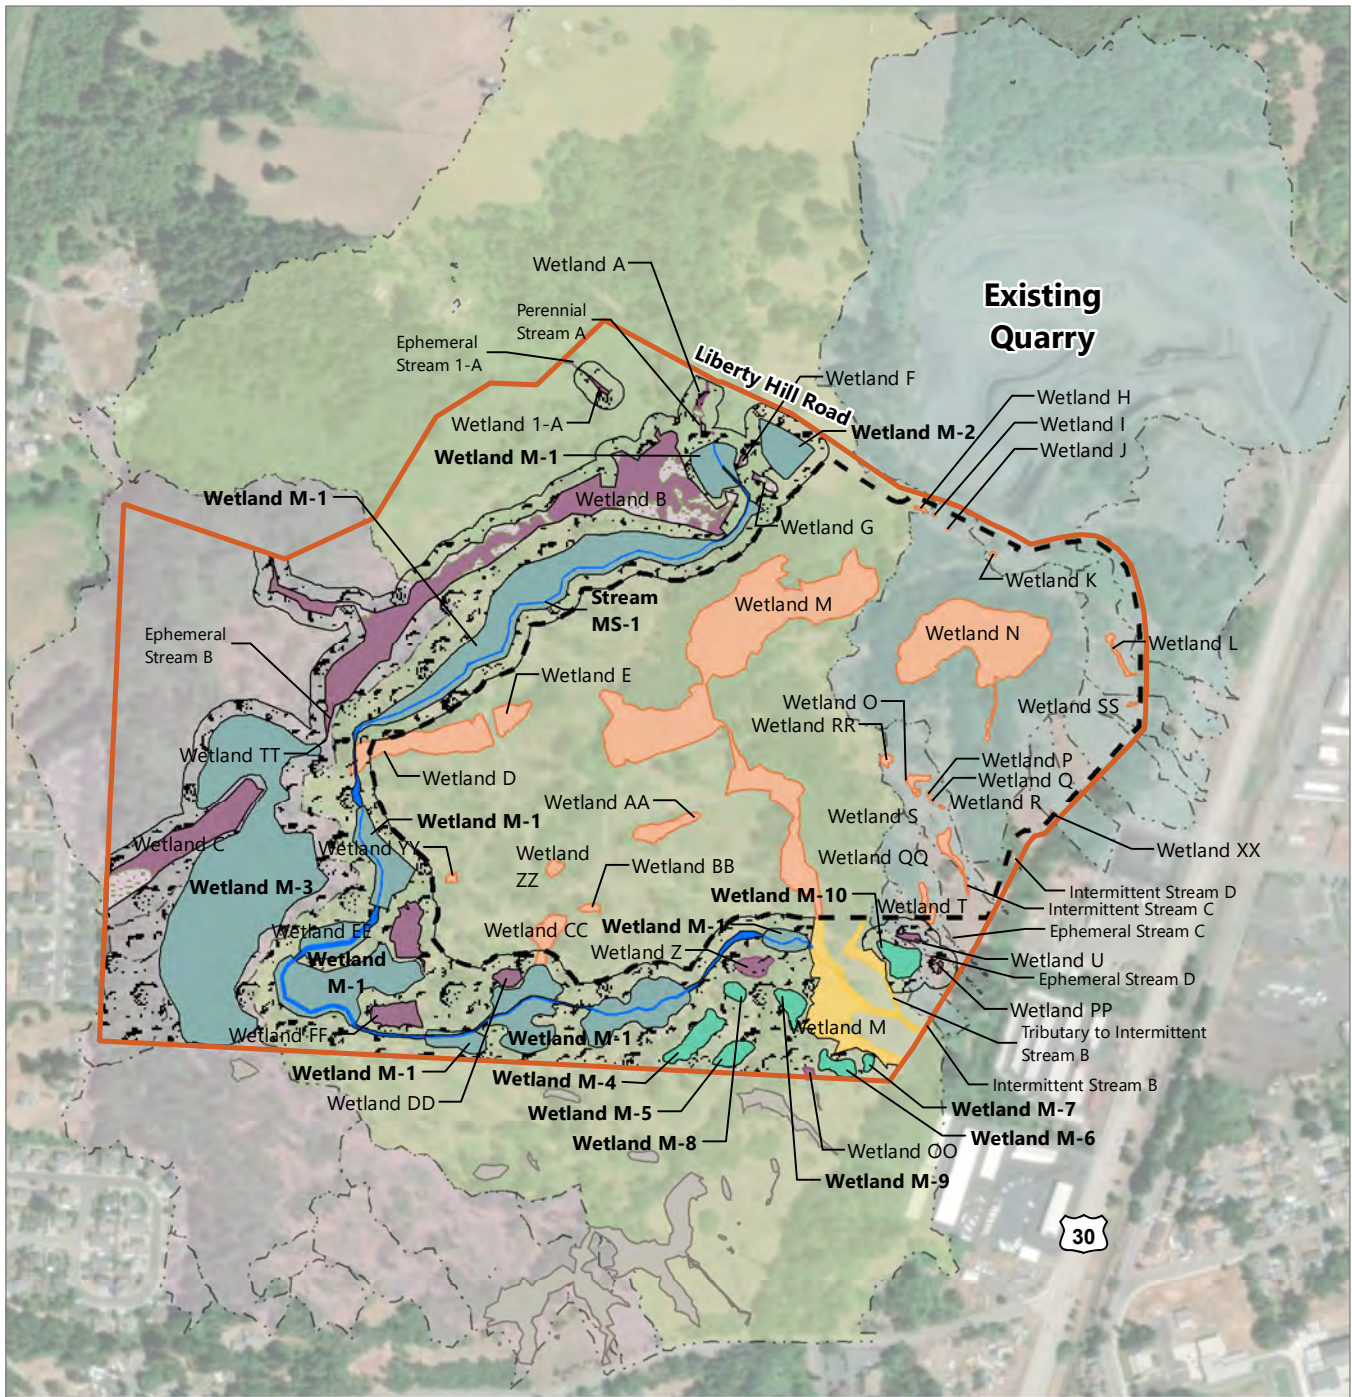 Existing
Quarry
Wetland A
Perennial
Stream A
Ephemeral
Stream 1-A
Liberty Hill Road
Wetland F
Wetland H
Wetland 1-A
Wetland I
Wetland M-2
Wetland M-1
Wetland J
Wetland M-1
Wetland B
Wetland G
Wetland K
Stream
MS-1
Wetland M
Wetland N
Ephemeral
Stream B
Wetland L
Wetland E
Wetland O
Wetland SS
Wetland RR
Wetland TT
Wetland P
Wetland D
Wetland Q
Wetland AA
Wetland R
Wetland S
Wetland M-1
Wetland C
Wetland YY
Wetland XX
Wetland
ZZ
Wetland QQ
Wetland BB
Wetland M-3
Wetland M-10
Intermittent Stream D
Wetland T
Intermittent Stream C
Wetland M-1
Wetland EE
Wetland CC
Ephemeral Stream C
Wetland Z
Wetland
M-1
Wetland U
Ephemeral Stream D
Wetland PP
Wetland FF
Wetland M-1
Wetland M
Tributary to Intermittent
Stream B
Wetland M-1
Wetland M-4
Intermittent Stream B
Wetland DD
Wetland M-5
Wetland M-7
Wetland M-8
Wetland M-6
Wetland OO
Wetland M-9
30